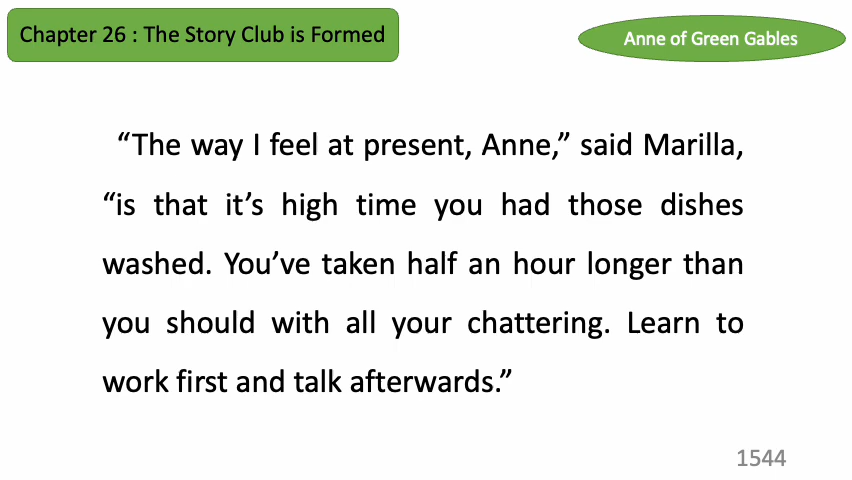 Chapter 26 : The Story Club is Formed
Anne of Green Gables
“The way I feel at present, Anne,” said Marilla,
“is that it’s high time you had those dishes
washed. You’ve taken half an hour longer than
you should with all your chattering. Learn to
work first and talk afterwards.”
1544